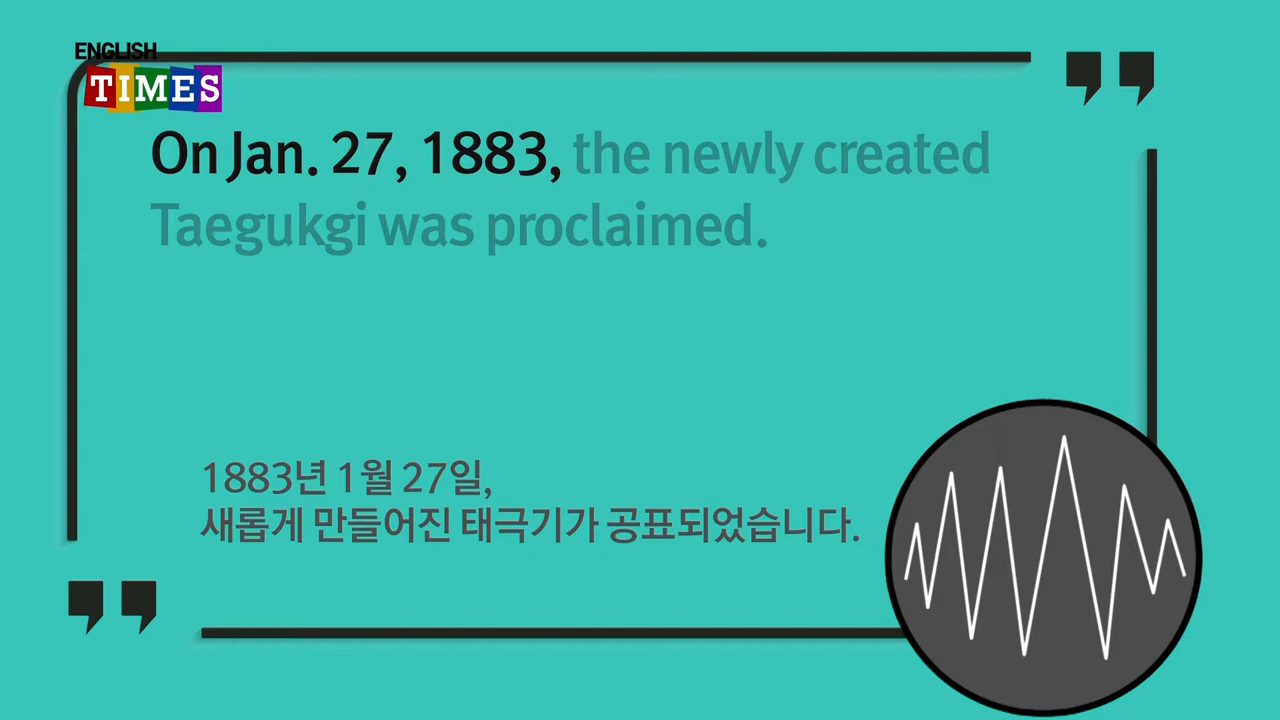 ENGLISH
TIMES
On Jan. 27, 1883, the newly created
Taegukgi was proclaimed.
1883년 1월 27일,
새롭게 만들어진 태극기가 공표되었습니다.